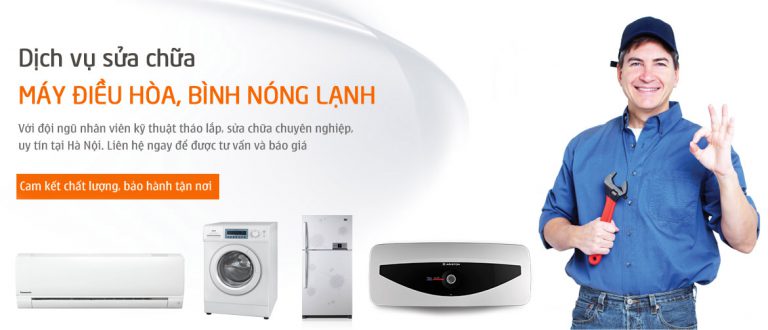 Dịch vụ sửa chữa
MÁY ĐIỀU HÒA, BÌNH NÓNG LẠNH
Với đội ngũ nhân viên kỹ thuật tháo lắp, sửa chữa chuyên nghiệp,
uy tín tại Hà Nội. Liên hệ ngay để được tư vấn và báo giá
Cam kết chất lượng, bảo hành tận nơi
Panasonic
ARISTON